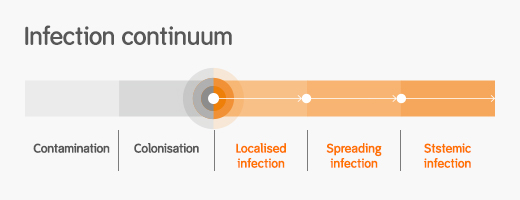 Infection continuum
Contamination
Colonisation
Localised
infection
Spreading
infection
Ststemic
infection